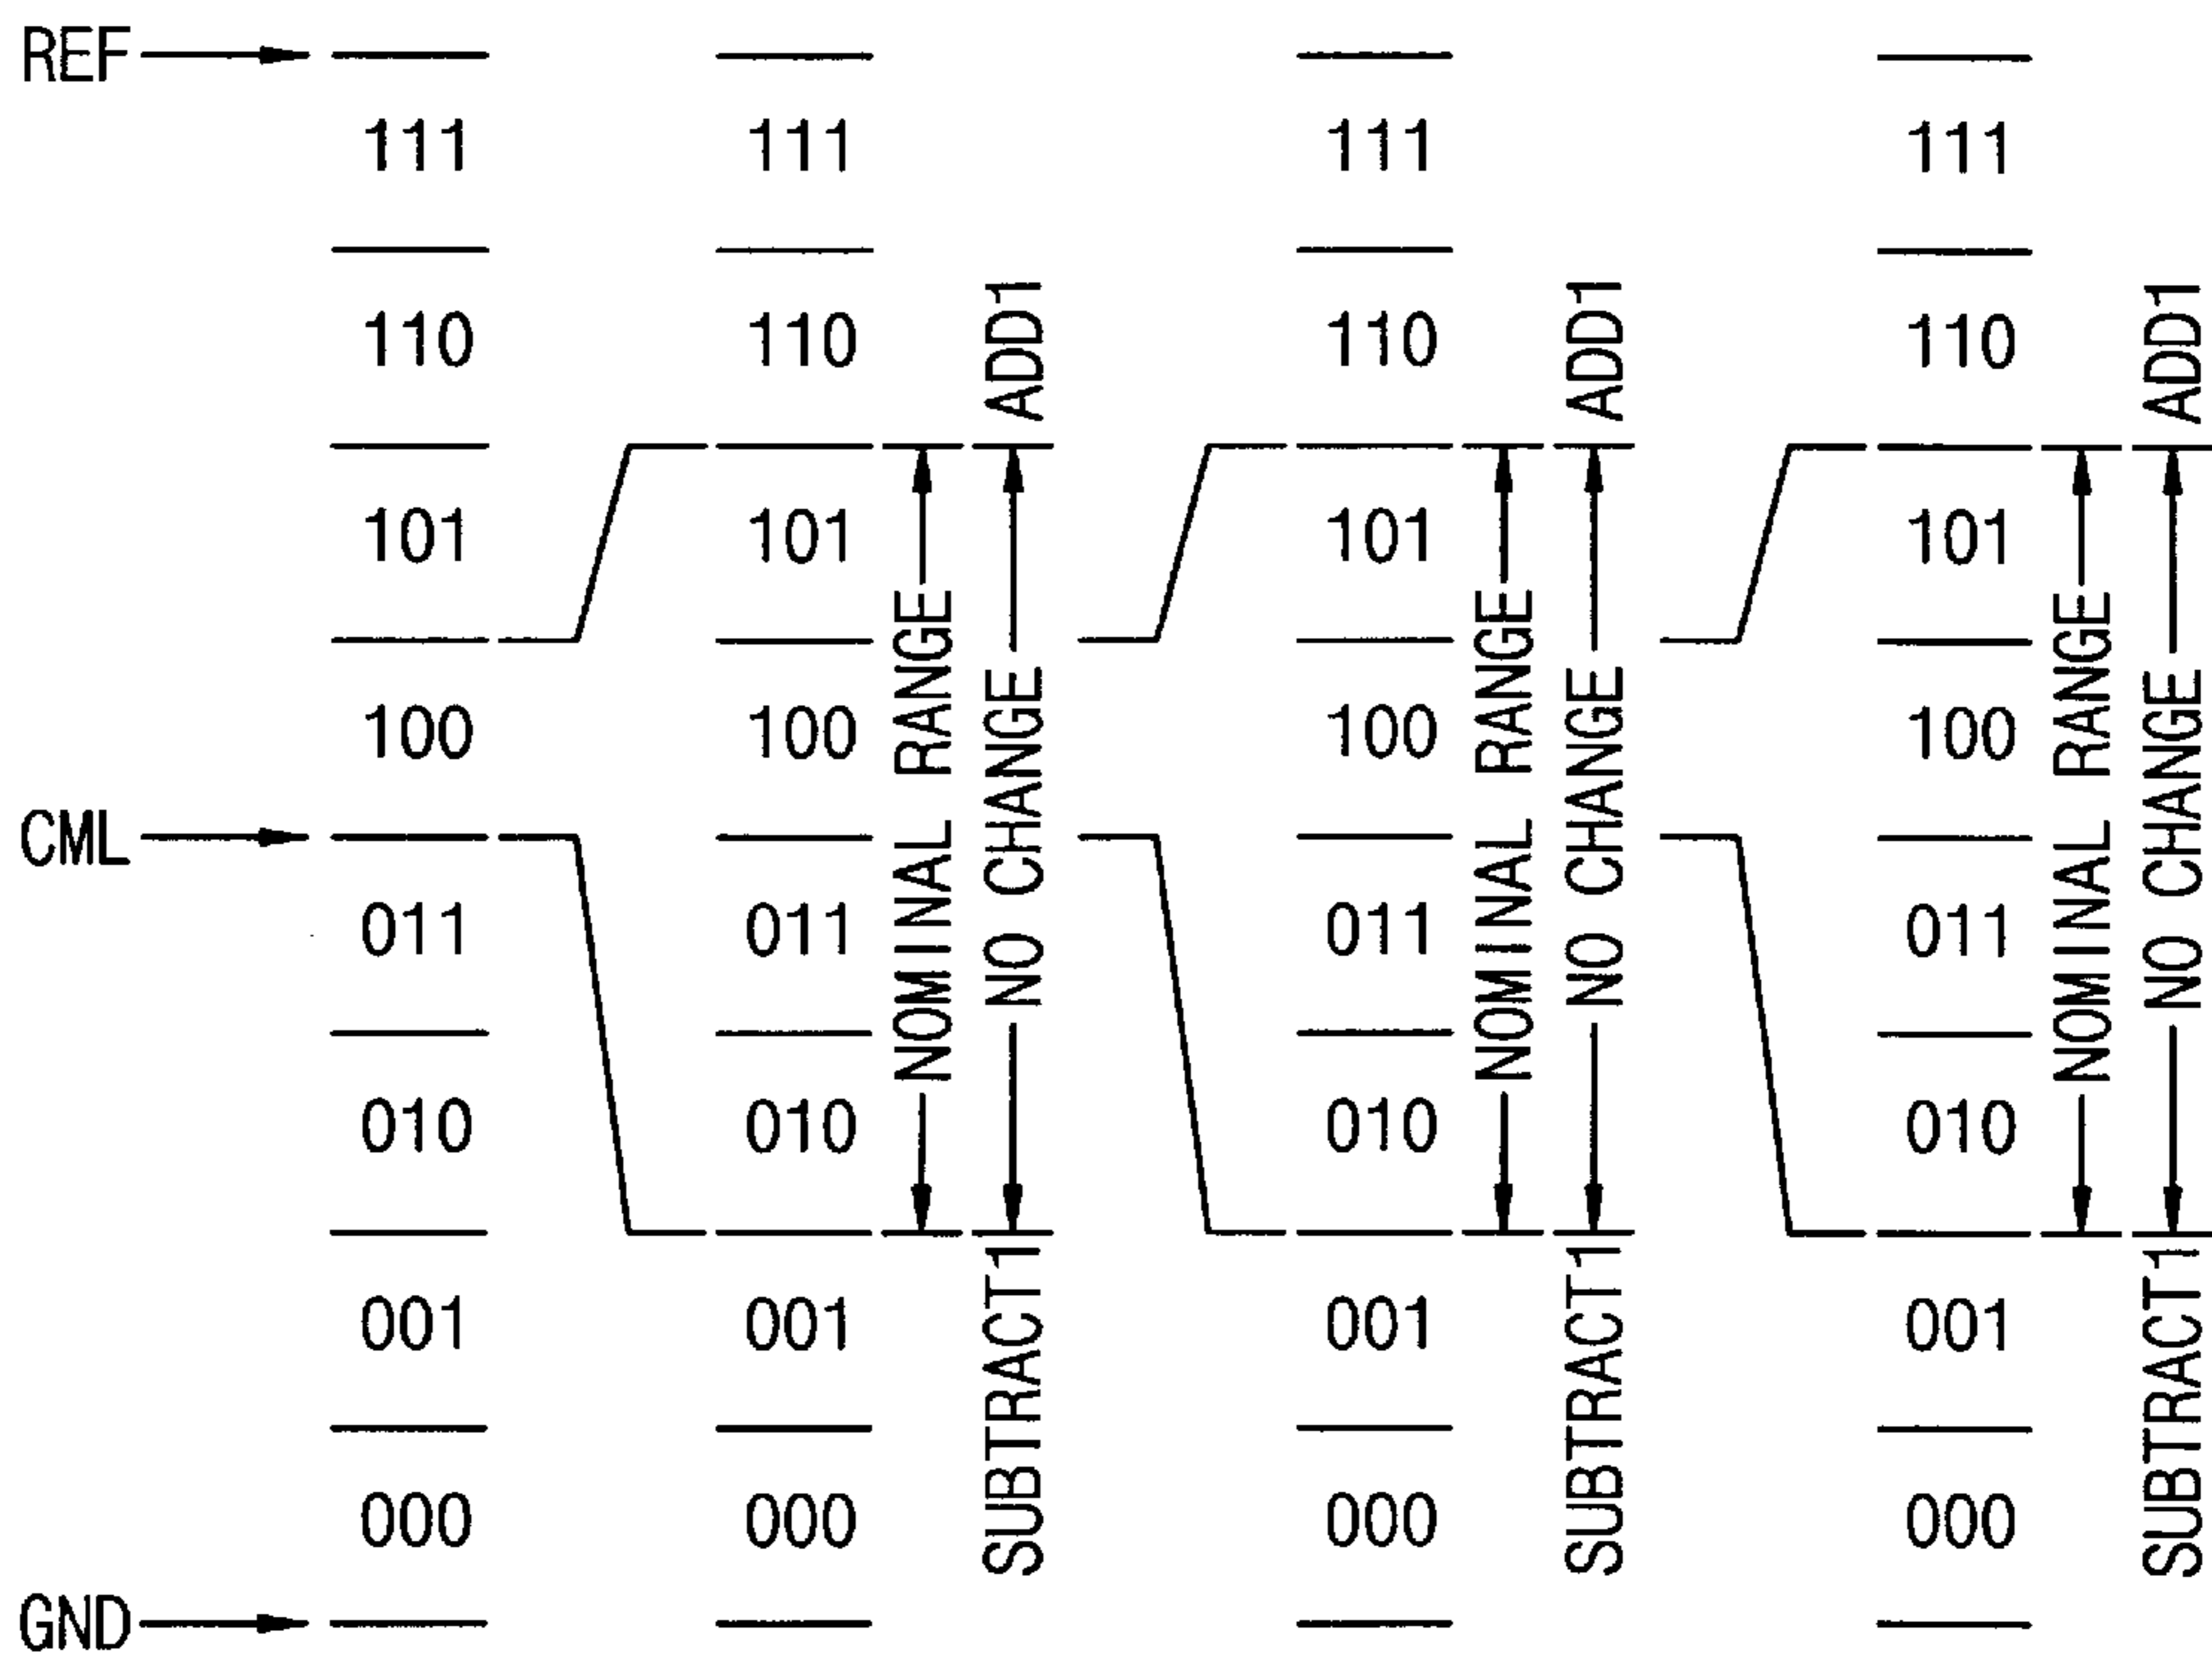 REF
111 111 111 111
110 110 ADD1 110 ADD1 110 ADD1
101 101 101 101
100 100 NOMINAL RANGE NO CHANGE 100 NOMINAL RANGE NO CHANGE 100 NOMINAL RANGE NO CHANGE
CML
011 011 011 011
010 010 010 010
001 001 SUBTRACT1 001 SUBTRACT1 001 SUBTRACT1
000 000 000 000
GND